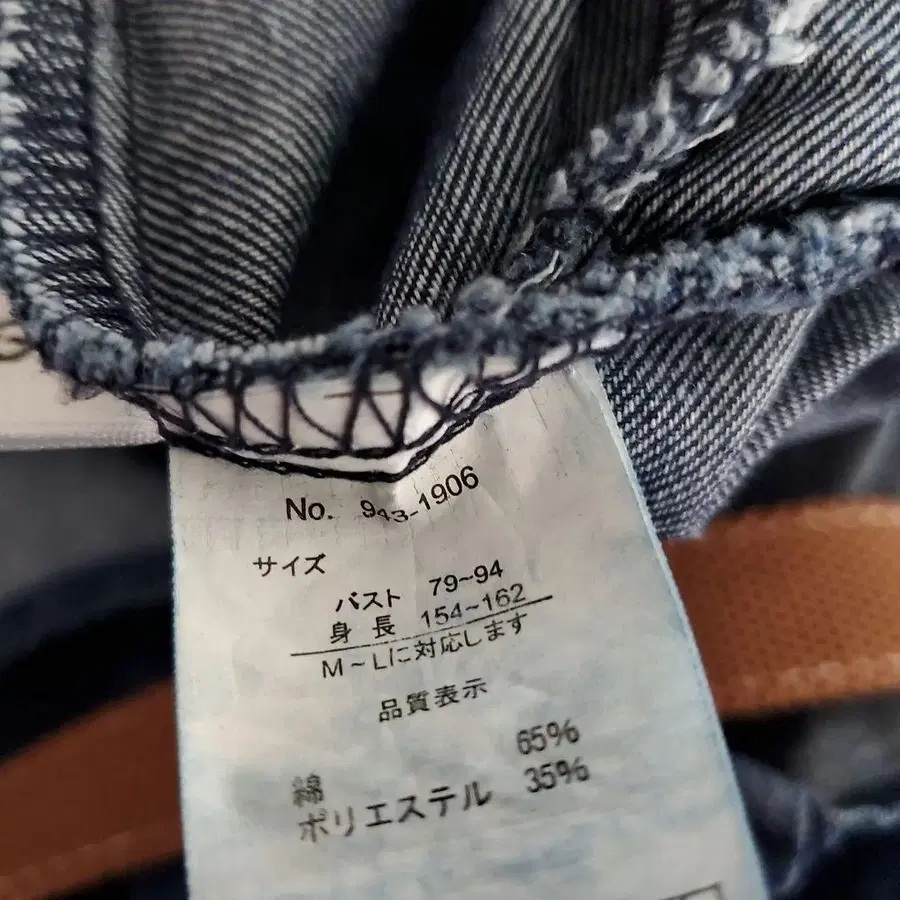 No. 943-1906
サイズ
バスト 79~94
身長 154~162
M~Lに対応します
品質表示
綿 65%
ポリエステル 35%